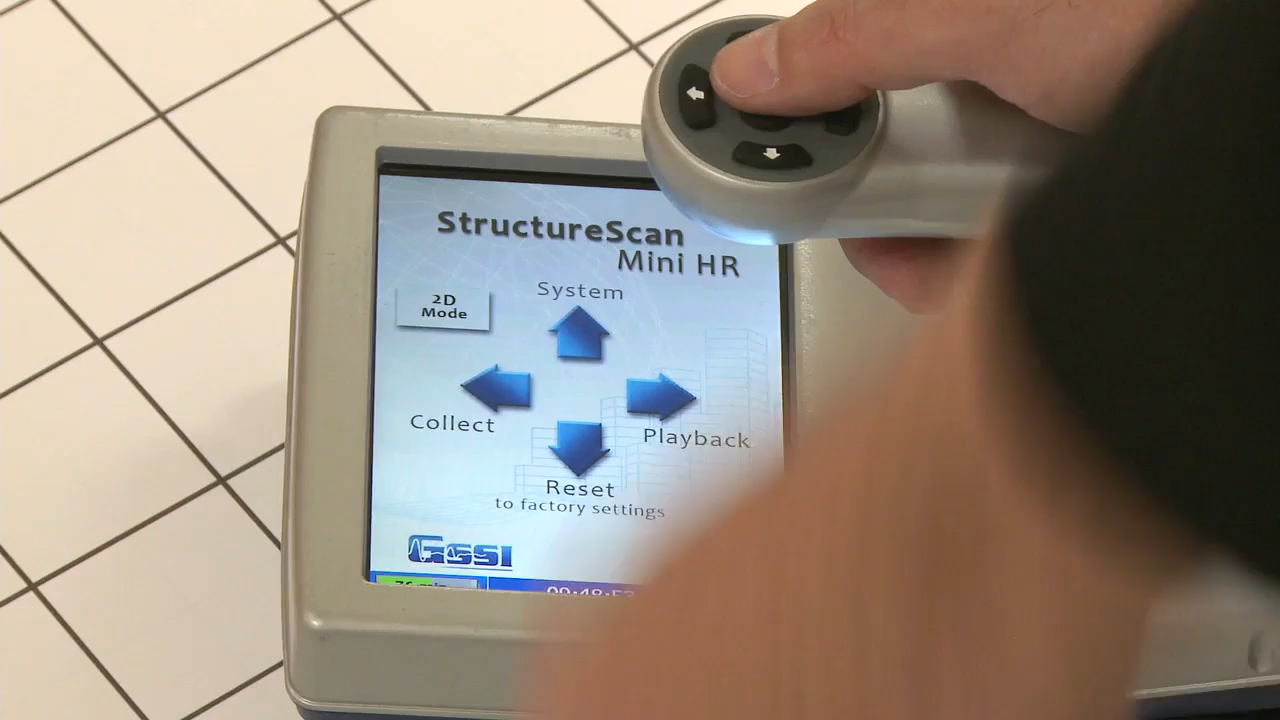 StructureScan
Mini HR
System
2D
Mode
Collect
Playback
Reset
to factory settings
GSSI